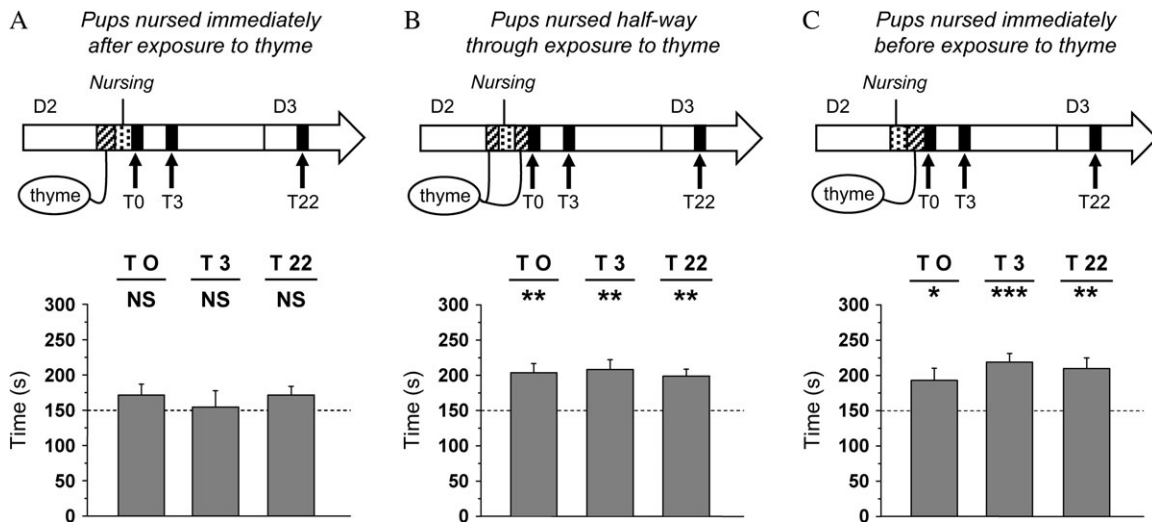 A
Pups nursed immediately
after exposure to thyme
Nursing
D2
D3
thyme
T0
T3
T22
T O
T 3
T 22
NS
NS
NS
Time (s)
300
250
200
150
100
50
0
B
Pups nursed half-way
through exposure to thyme
Nursing
D2
D3
thyme
T0
T3
T22
T O
T 3
T 22
**
**
**
Time (s)
300
250
200
150
100
50
0
C
Pups nursed immediately
before exposure to thyme
Nursing
D2
D3
thyme
T0
T3
T22
T O
T 3
T 22
*
***
**
Time (s)
300
250
200
150
100
50
0